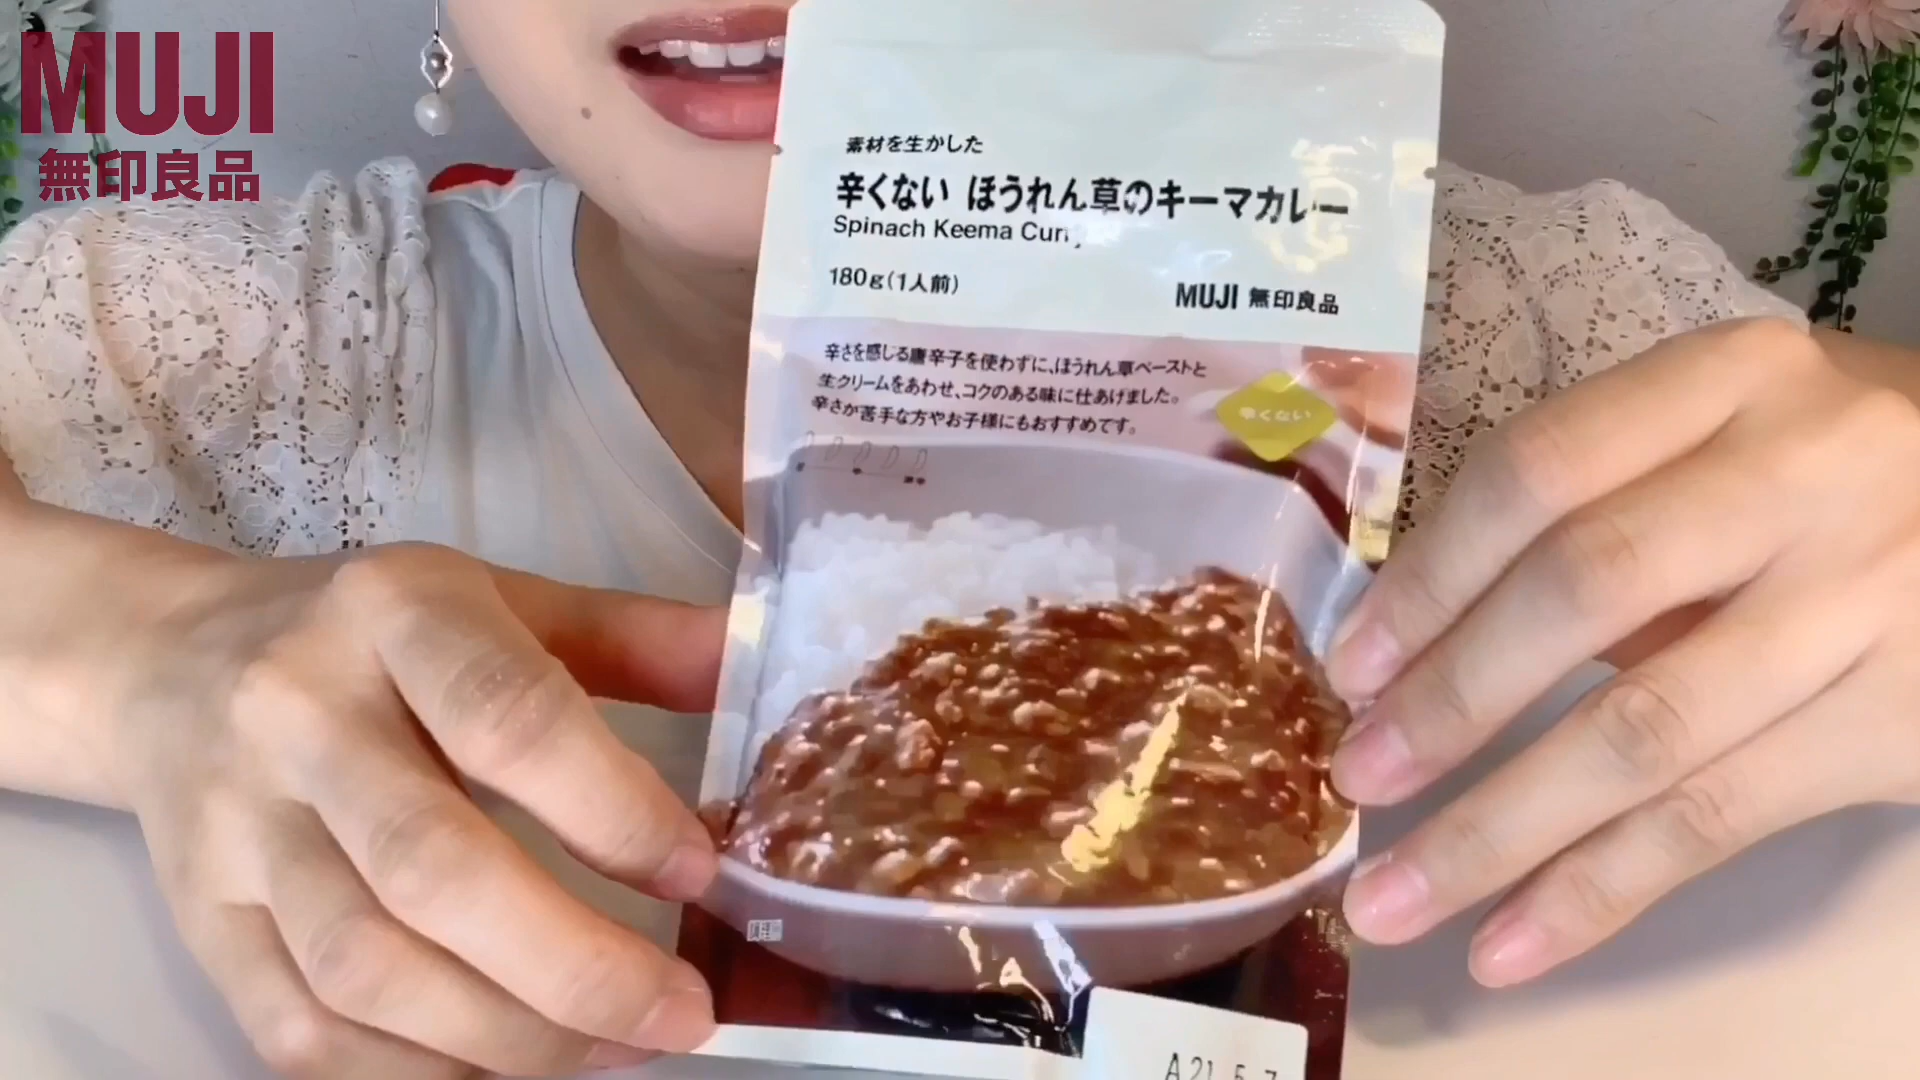 MUJI
無印良品
素材を生かした
辛くない ほうれん草のキーマカレー
Spinach Keema Curry
180g(1人前)
MUJI 無印良品
辛さを感じる唐辛子を使わずに、ほうれん草ペーストと
生クリームをあわせ、コクのある味に仕あげました。
辛さが苦手な方やお子様にもおすすめです。
辛くない
A 21. 5. 7